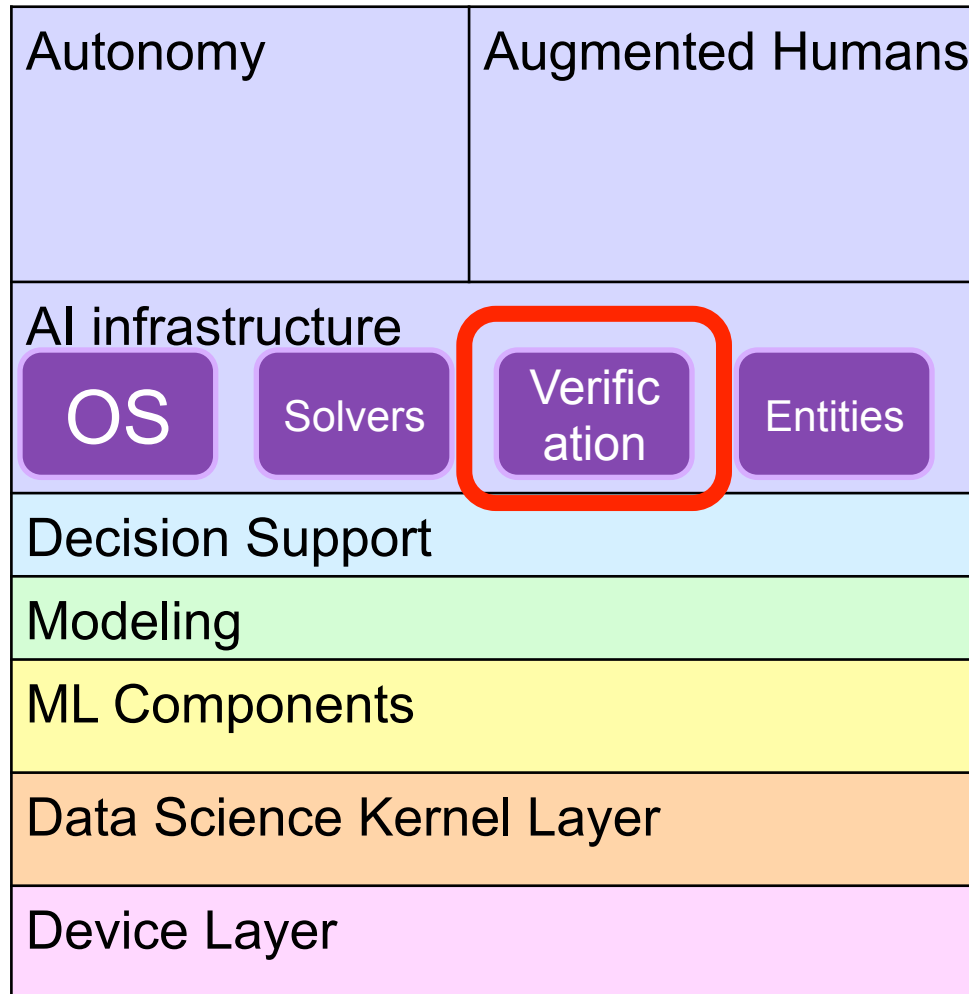 Autonomy
Augmented Humans
AI infrastructure
OS
Solvers
Verific
ation
Entities
Decision Support
Modeling
ML Components
Data Science Kernel Layer
Device Layer